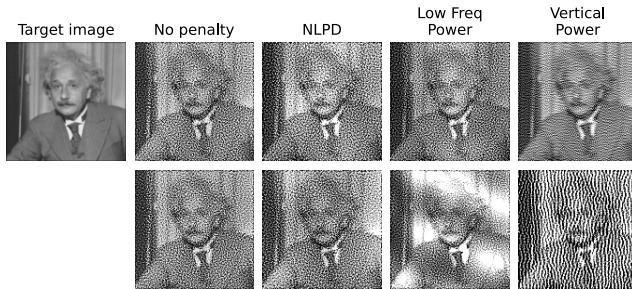 Target image
No penalty
NLPD
Low Freq
Power
Vertical
Power